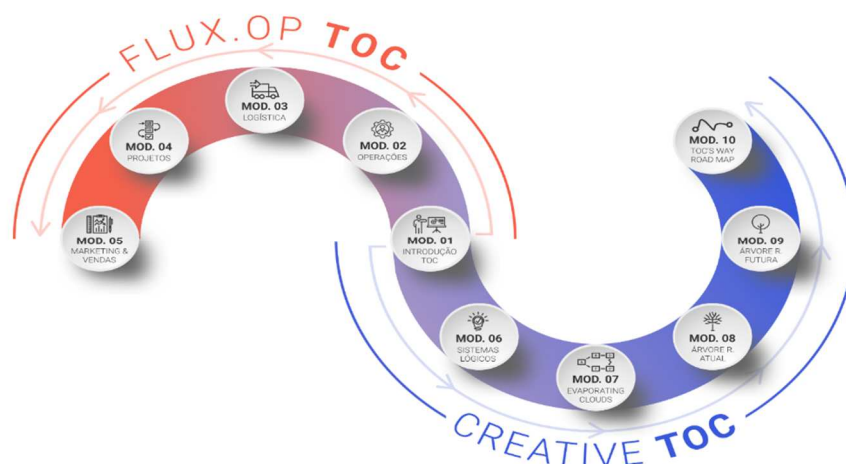 FLUX.OP TOC
MOD. 03
LOGÍSTICA
MOD. 04
PROJETOS
MOD. 02
OPERAÇÕES
MOD. 10
TOC'S WAY
ROAD MAP
MOD. 05
MARKETING &
VENDAS
MOD. 01
INTRODUÇÃO
TOC
MOD. 09
ÁRVORE R.
FUTURA
MOD. 06
SISTEMAS
LÓGICOS
MOD. 08
ÁRVORE R.
ATUAL
MOD. 07
EVAPORATING
CLOUDS
CREATIVE TOC